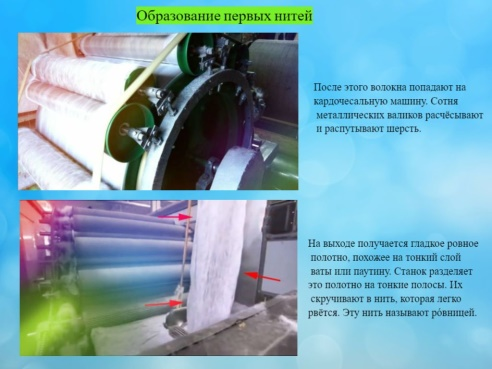 Образование первых нитей
После этого волокна попадают на
кардочесальную машину. Сотня
металлических валиков расчёсывают
и распутывают шерсть.
На выходе получается гладкое ровное
полотно, похожее на тонкий слой
ваты или паутину. Станок разделяет
это полотно на тонкие полосы. Их
скручивают в нить, которая легко
рвётся. Эту нить называют рóвницей.